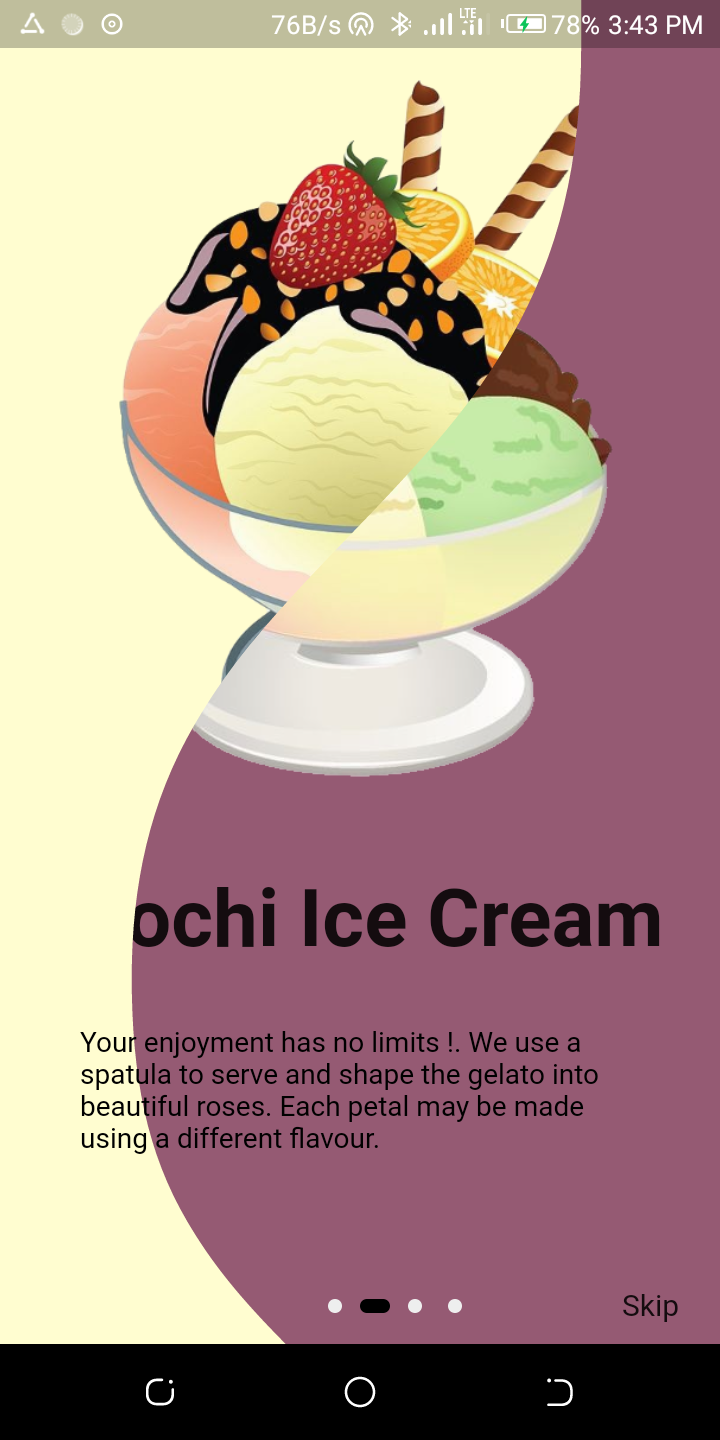 76B/s LTE 78% 3:43 PM
ochi Ice Cream
Your enjoyment has no limits !. We use a
spatula to serve and shape the gelato into
beautiful roses. Each petal may be made
using a different flavour.
Skip